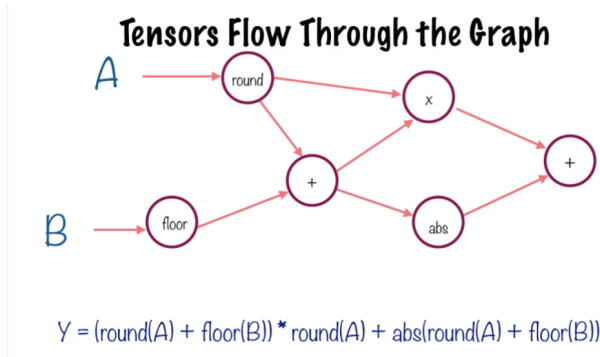 Tensors Flow Through the Graph
A
round
x
+
+
B
floor
abs
Y = (round(A) + floor(B)) * round(A) + abs(round(A) + floor(B))